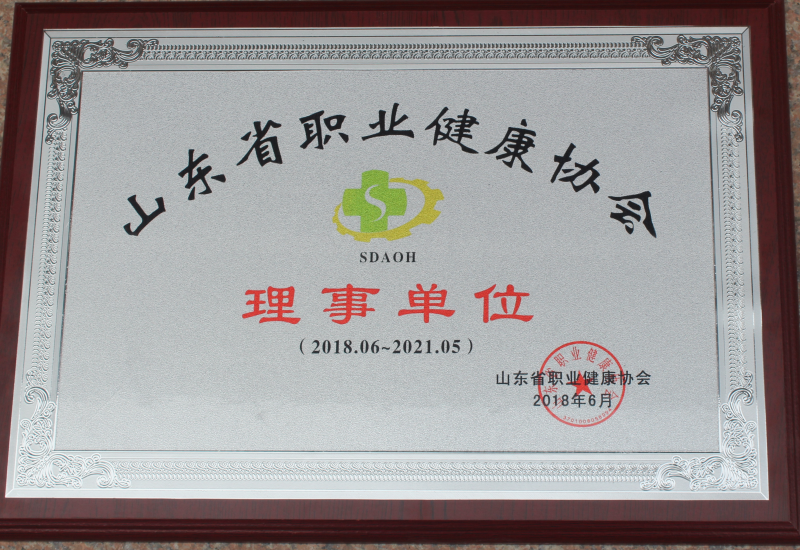 山东省职业健康协会
SDAOH
理事单位
(2018.06~2021.05)
山东省职业健康协会
2018年6月